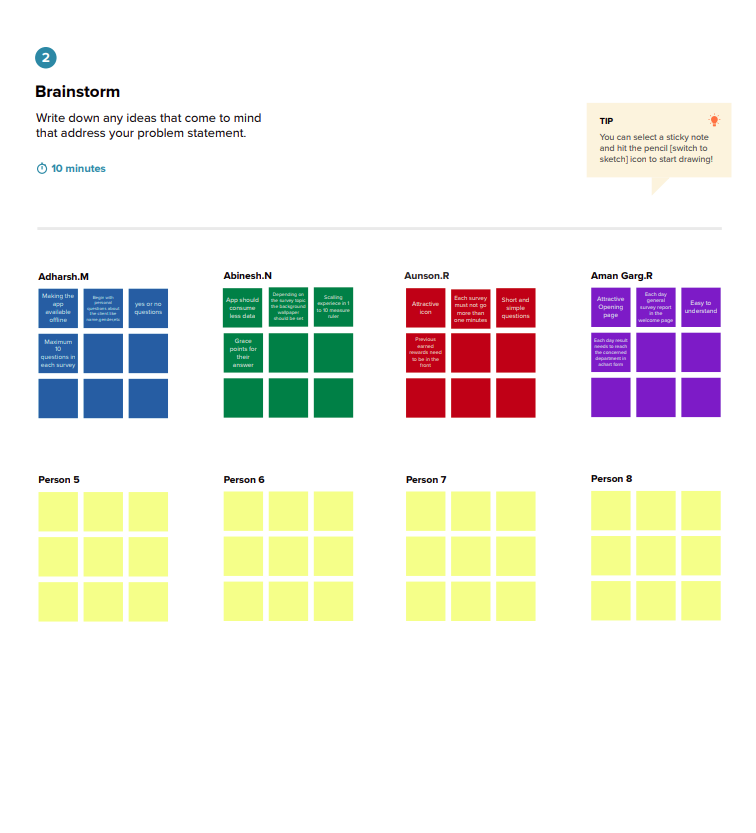 2
Brainstorm
Write down any ideas that come to mind
that address your problem statement.
10 minutes
TIP
You can select a sticky note
and hit the pencil [switch to
sketch] icon to start drawing!
Adharsh.M
Making the
app
available
offline
Begin with
personal
questions about
the client like
name gender,etc
yes or no
questions
Maximum
10
questions in
each survey
Abinesh.N
App should
consume
less data
Depending on
the survey topic
the background
wallpaper
should be set
Scaling
experiece in 1
to 10 measure
ruler
Grace
points for
their
answer
Aunson.R
Attractive
icon
Each survey
must not go
more than
one minutes
Short and
simple
questions
Previous
earned
rewards need
to be in the
front
Aman Garg.R
Attrective
Opening
page
Each day
general
survey report
in the
welcome page
Easy to
understand
Each day result
needs to reach
the concerned
department in
achart form
Person 5
Person 6
Person 7
Person 8